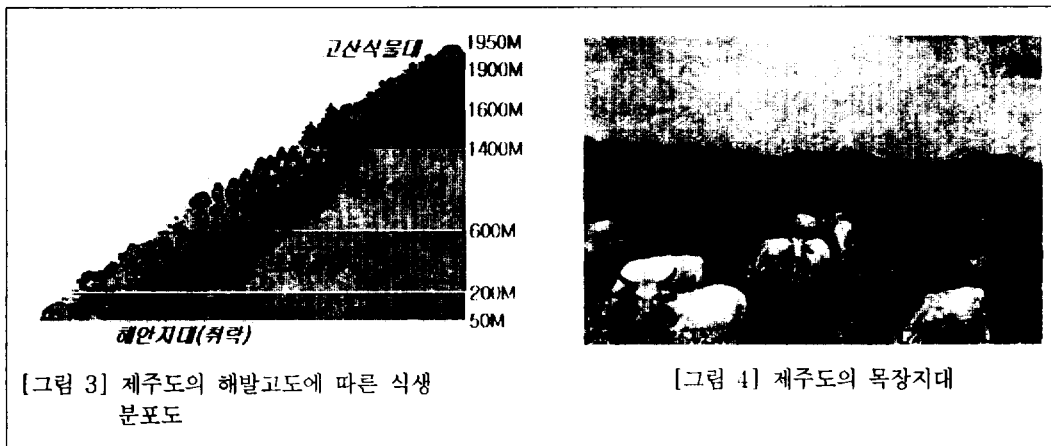 고산식물대
1950M
1900M
1600M
1400M
600M
200M
50M
해안지대(취락)
[그림 3] 제주도의 해발고도에 따른 식생
분포도
[그림 4] 제주도의 목장지대